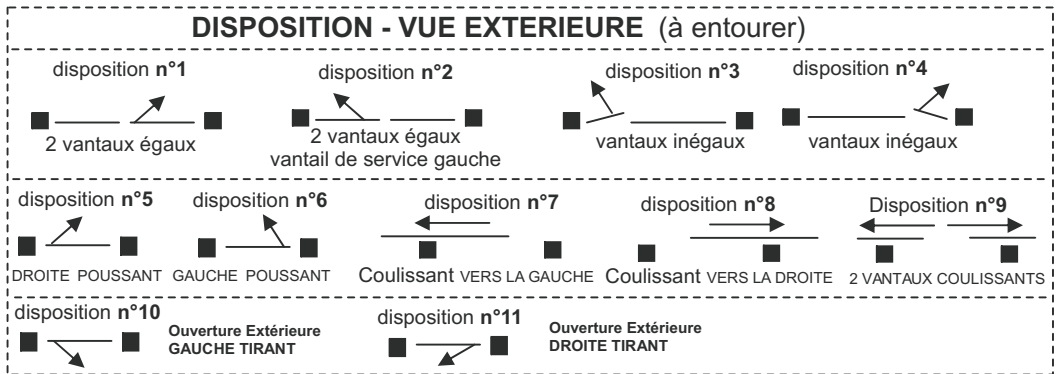 DISPOSITION - VUE EXTERIEURE (à entourer)
disposition n°1
2 vantaux égaux
disposition n°2
2 vantaux égaux
vantail de service gauche
disposition n°3
vantaux inégaux
disposition n°4
vantaux inégaux
disposition n°5
DROITE POUSSANT
disposition n°6
GAUCHE POUSSANT
disposition n°7
Coulissant VERS LA GAUCHE
disposition n°8
Coulissant VERS LA DROITE
Disposition n°9
2 VANTAUX COULISSANTS
disposition n°10
Ouverture Extérieure
GAUCHE TIRANT
disposition n°11
Ouverture Extérieure
DROITE TIRANT